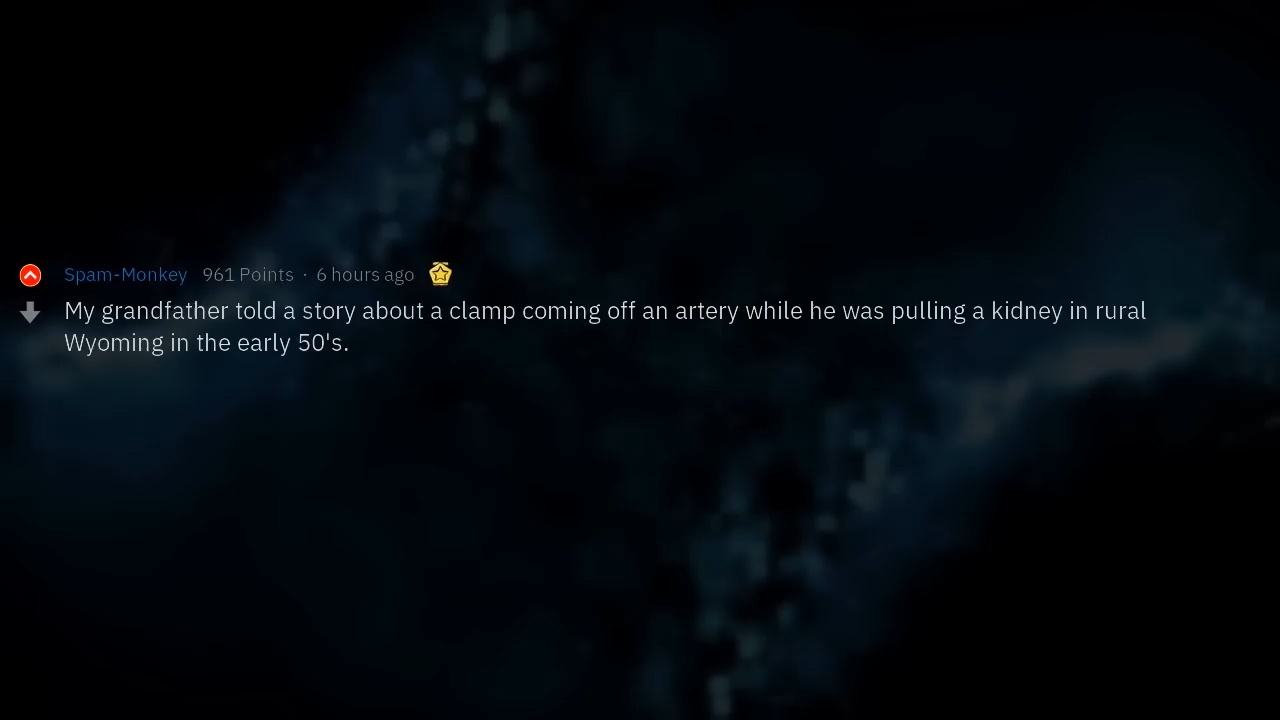 Spam-Monkey 961 Points · 6 hours ago
My grandfather told a story about a clamp coming off an artery while he was pulling a kidney in rural
Wyoming in the early 50's.